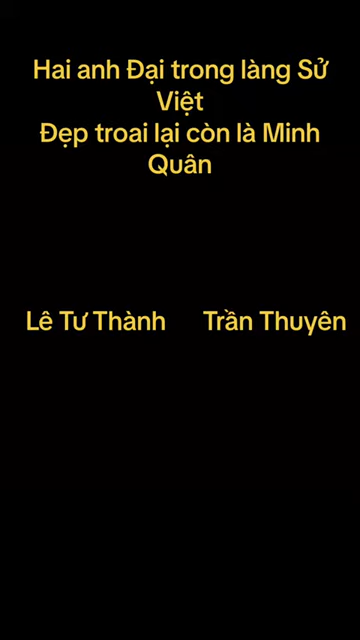 Hai anh Đại trong làng Sử
Việt
Đẹp troai lại còn là Minh
Quân
Lê Tư Thành Trần Thuyên